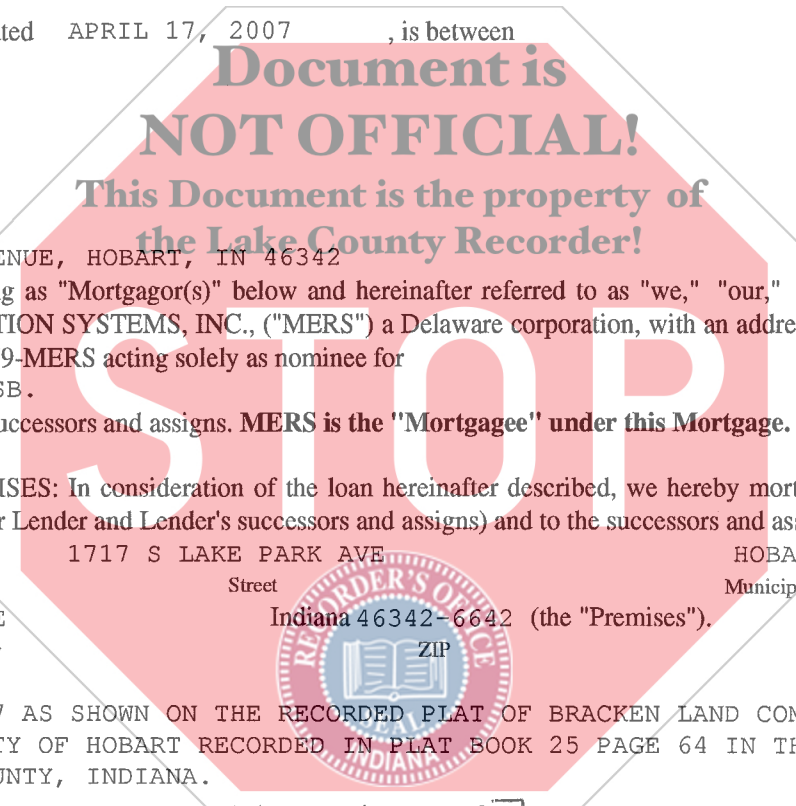 ted APRIL 17, 2007 , is between
Document is
NOT OFFICIAL!
This Document is the property of
the Lake County Recorder!
ENUE, HOBART, IN 46342
g as "Mortgagor(s)" below and hereinafter referred to as "we," "our,"
TION SYSTEMS, INC., ("MERS") a Delaware corporation, with an addre
9-MERS acting solely as nominee for
SB.
uccessors and assigns. MERS is the "Mortgagee" under this Mortgage.
STOP
ISES: In consideration of the loan hereinafter described, we hereby mort
r Lender and Lender's successors and assigns) and to the successors and as
1717 S LAKE PARK AVE HOBA
Street Municip
E Indiana 46342-6642 (the "Premises").
ZIP
RECORDER'S OFFICE
SEAL
INDIANA
7 AS SHOWN ON THE RECORDED PLAT OF BRACKEN LAND CON
TY OF HOBART RECORDED IN PLAT BOOK 25 PAGE 64 IN TH
UNTY, INDIANA.